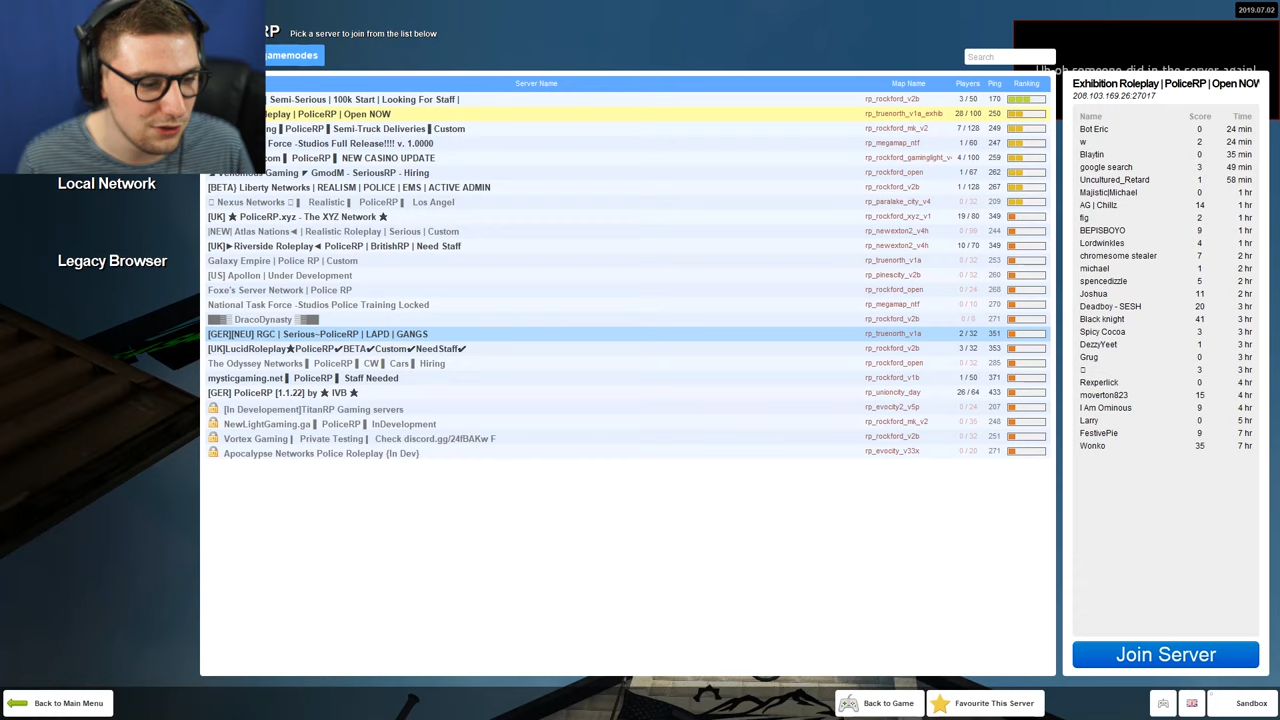 2019.07.02
RP Pick a server to join from the list below
gamemodes
Search
Uh-oh someone did in the server again!
Local Network
Legacy Browser
Server Name Map Name Players Ping Ranking
Semi-Serious | 100k Start | Looking For Staff | rp_rockford_v2b 3 / 50 170
leplay | PoliceRP | Open NOW rp_truenorth_v1a_exhib 28 / 100 250
ng | PoliceRP | Semi-Truck Deliveries | Custom rp_rockford_mk_v2 7 / 128 249
Force -Studios Full Release!!!! v. 1.0000 rp_megamap_ntf 1 / 60 247
com ▌ PoliceRP ▌ NEW CASINO UPDATE rp_rockford_gaminglight_v 4 / 100 259
Gaming ◤ GmodM - SeriousRP - Hiring rp_rockford_open 1 / 67 262
[BETA} Liberty Networks | REALISM | POLICE | EMS | ACTIVE ADMIN rp_rockford_v2b 1 / 128 267
Nexus Networks ▌ Realistic ▌ PoliceRP ▌ Los Angel rp_paralake_city_v4 0 / 32 209
[UK] ★ PoliceRP.xyz - The XYZ Network ★ rp_rockford_xyz_v1 19 / 80 349
|NEW| Atlas Nations◄ | Realistic Roleplay | Serious | Custom rp_newexton2_v4h 0 / 99 244
[UK]►Riverside Roleplay◄ PoliceRP | BritishRP | Need Staff rp_newexton2_v4h 10 / 70 349
Galaxy Empire | Police RP | Custom rp_truenorth_v1a 0 / 32 253
[US] Apollon | Under Development rp_pinescity_v2b 0 / 32 260
Foxe's Server Network | Police RP rp_rockford_open 0 / 24 268
National Task Force -Studios Police Training Locked rp_megamap_ntf 0 / 10 270
▓▓▒ DracoDynasty ▒▓▓ rp_rockford_v2b 0 / 6 271
[GER][NEU] RGC | Serious~PoliceRP | LAPD | GANGS rp_truenorth_v1a 2 / 32 351
[UK]LucidRoleplay★PoliceRP✔BETA✔Custom✔NeedStaff✔ rp_rockford_v2b 3 / 32 353
The Odyssey Networks ▌ PoliceRP ▌ CW ▌ Cars ▌ Hiring rp_rockford_open 0 / 32 285
mysticgaming.net ▌ PoliceRP ▌ Staff Needed rp_rockford_v1b 1 / 50 371
[GER] PoliceRP [1.1.22] by ★ IVB ★ rp_unioncity_day 26 / 64 433
[In Developement]TitanRP Gaming servers rp_evocity2_v5p 0 / 24 207
NewLightGaming.ga ▌ PoliceRP ▌ InDevelopment rp_rockford_mk_v2 0 / 35 248
Vortex Gaming ▌ Private Testing ▌ Check discord.gg/24fBAKw F rp_rockford_v2b 0 / 32 251
Apocalypse Networks Police Roleplay {In Dev} rp_evocity_v33x 0 / 20 271
Exhibition Roleplay | PoliceRP | Open NOW
208.103.169.26:27017
Name Score Time
Bot Eric 0 24 min
w 2 24 min
Blaytin 0 35 min
google search 3 49 min
Uncultured_Retard 1 58 min
Majistic|Michael 0 1 hr
AG | Chillz 14 1 hr
fig 2 1 hr
BEPISBOYO 9 1 hr
Lordwinkles 4 1 hr
chromesome stealer 7 2 hr
michael 1 2 hr
spencedizzle 5 2 hr
Joshua 11 2 hr
Deadboy - SESH 20 3 hr
Black knight 41 3 hr
Spicy Cocoa 3 3 hr
DezzyYeet 1 3 hr
Grug 0 3 hr
3 3 hr
Rexperlick 0 4 hr
moverton823 15 4 hr
I Am Ominous 9 4 hr
Larry 0 5 hr
FestivePie 9 7 hr
Wonko 35 7 hr
Join Server
Back to Main Menu
Back to Game
Favourite This Server
Sandbox